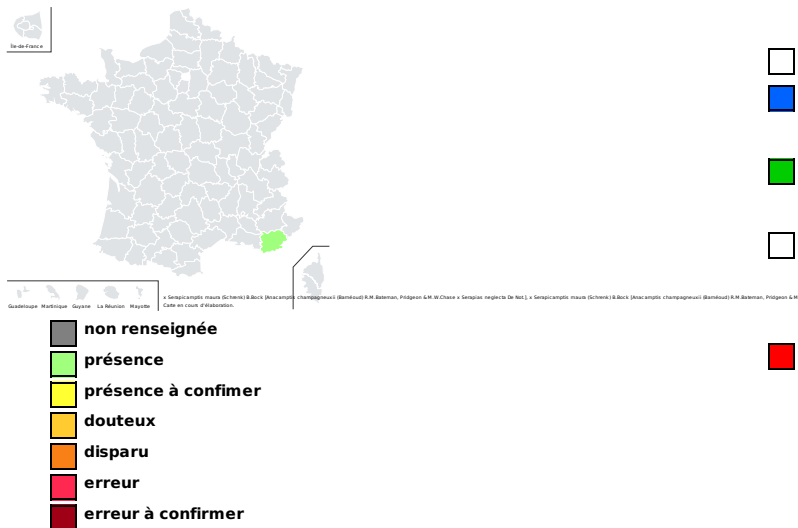 Île-de-France
Guadeloupe Martinique Guyane La Réunion Mayotte
x Serapicamptis maura (Schrenk) B.Bock [Anacamptis champagneuxii (Barnéoud) R.M.Bateman, Pridgeon & M.W.Chase x Serapias neglecta De Not.], x Serapicamptis maura (Schrenk) B.Bock [Anacamptis champagneuxii (Barnéoud) R.M.Bateman, Pridgeon & M
Carte en cours d'élaboration.
non renseignée
présence
présence à confimer
douteux
disparu
erreur
erreur à confirmer